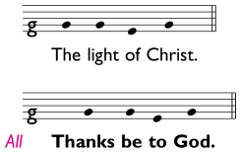 The light of Christ.
All Thanks be to God.